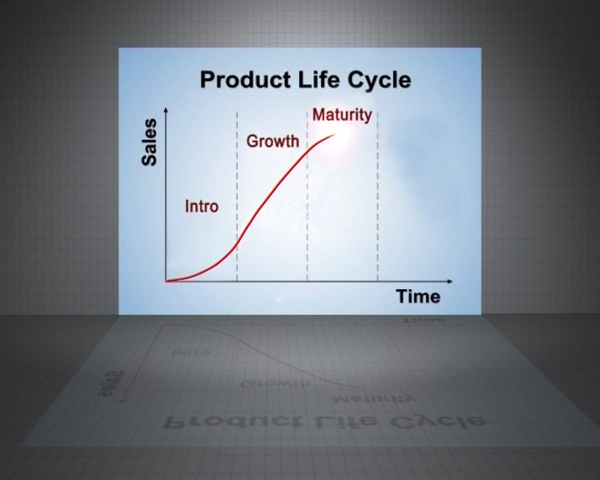 Product Life Cycle
Sales
Intro
Growth
Maturity
Time